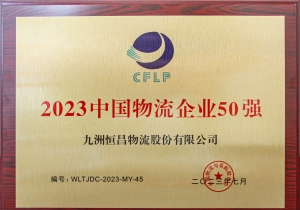 CFLP
2023中国物流企业50强
九洲恒昌物流股份有限公司
编号:WLTJDC-2023-MY-45
二〇二三年七月